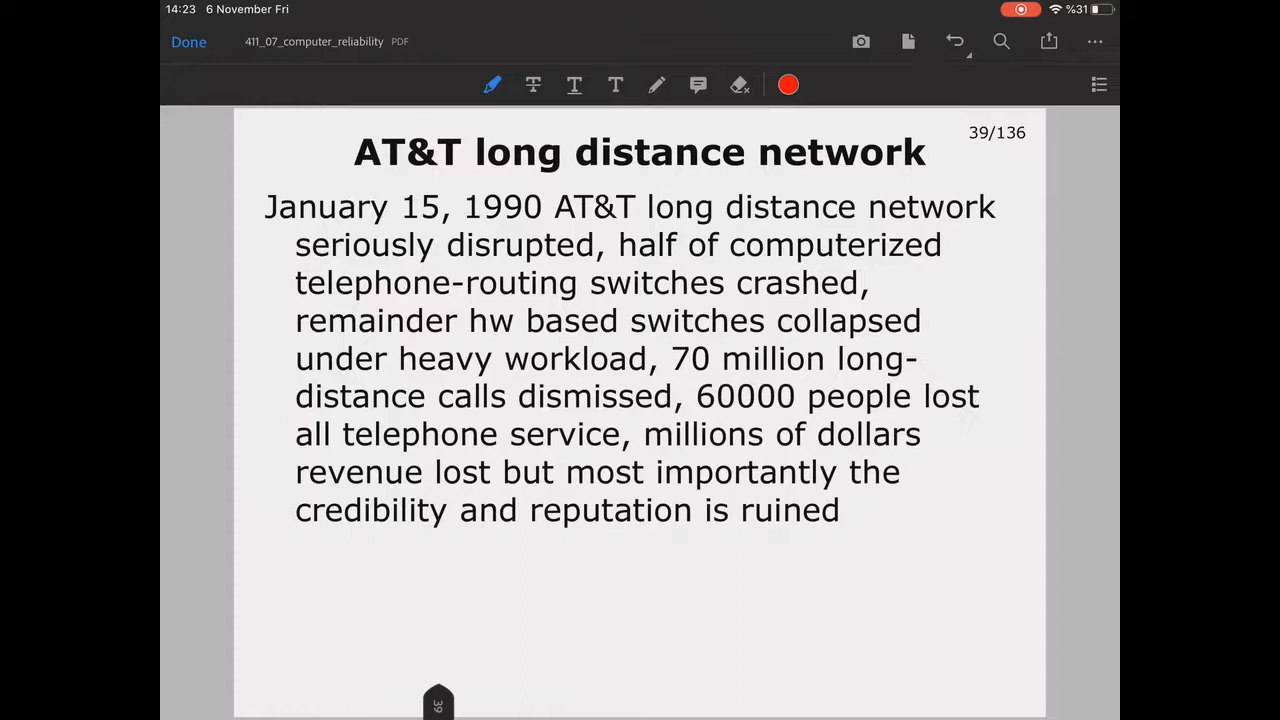 14:23 6 November Fri %31
Done 411_07_computer_reliability PDF
39/136
AT&T long distance network
January 15, 1990 AT&T long distance network
seriously disrupted, half of computerized
telephone-routing switches crashed,
remainder hw based switches collapsed
under heavy workload, 70 million long-
distance calls dismissed, 60000 people lost
all telephone service, millions of dollars
revenue lost but most importantly the
credibility and reputation is ruined
39